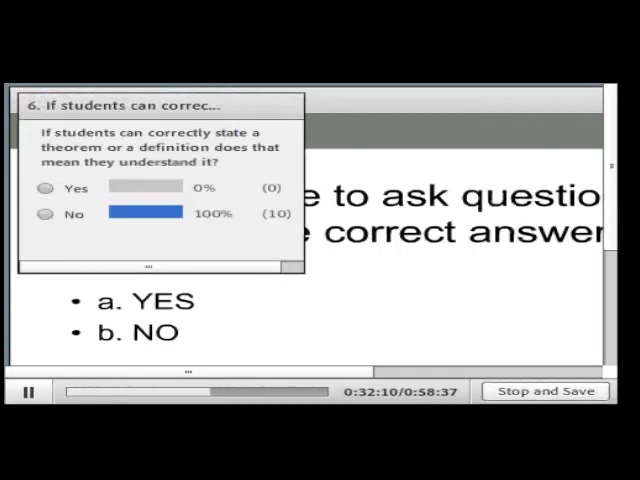 6. If students can correc...
If students can correctly state a
theorem or a definition does that
mean they understand it?
Yes 0% (0)
No 100% (10)
e to ask questio
e correct answer
• a. YES
• b. NO
0:32:10/0:58:37 Stop and Save